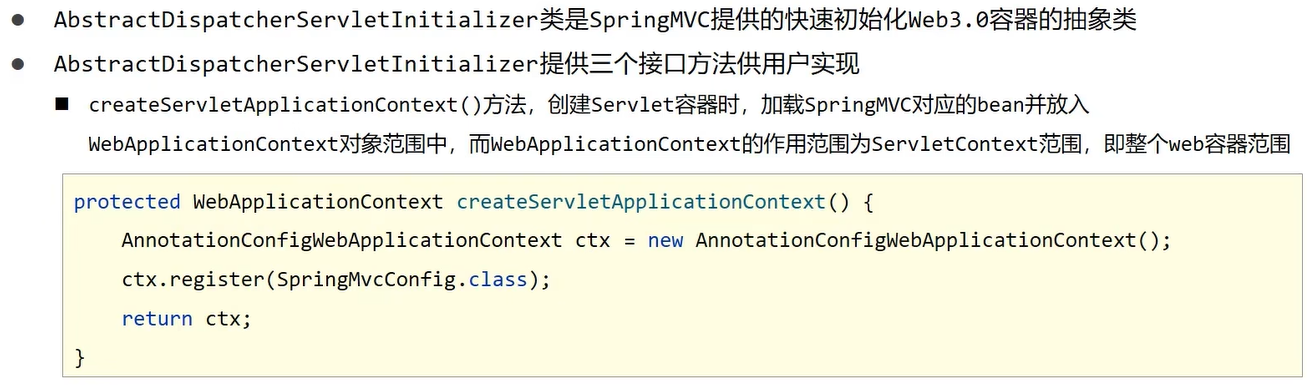 ● AbstractDispatcherServletInitializer类是SpringMVC提供的快速初始化Web3.0容器的抽象类
● AbstractDispatcherServletInitializer提供三个接口方法供用户实现
■ createServletApplicationContext()方法，创建Servlet容器时，加载SpringMVC对应的bean并放入
WebApplicationContext对象范围中，而WebApplicationContext的作用范围为ServletContext范围，即整个web容器范围
protected WebApplicationContext createServletApplicationContext() {
    AnnotationConfigWebApplicationContext ctx = new AnnotationConfigWebApplicationContext();
    ctx.register(SpringMvcConfig.class);
    return ctx;
}